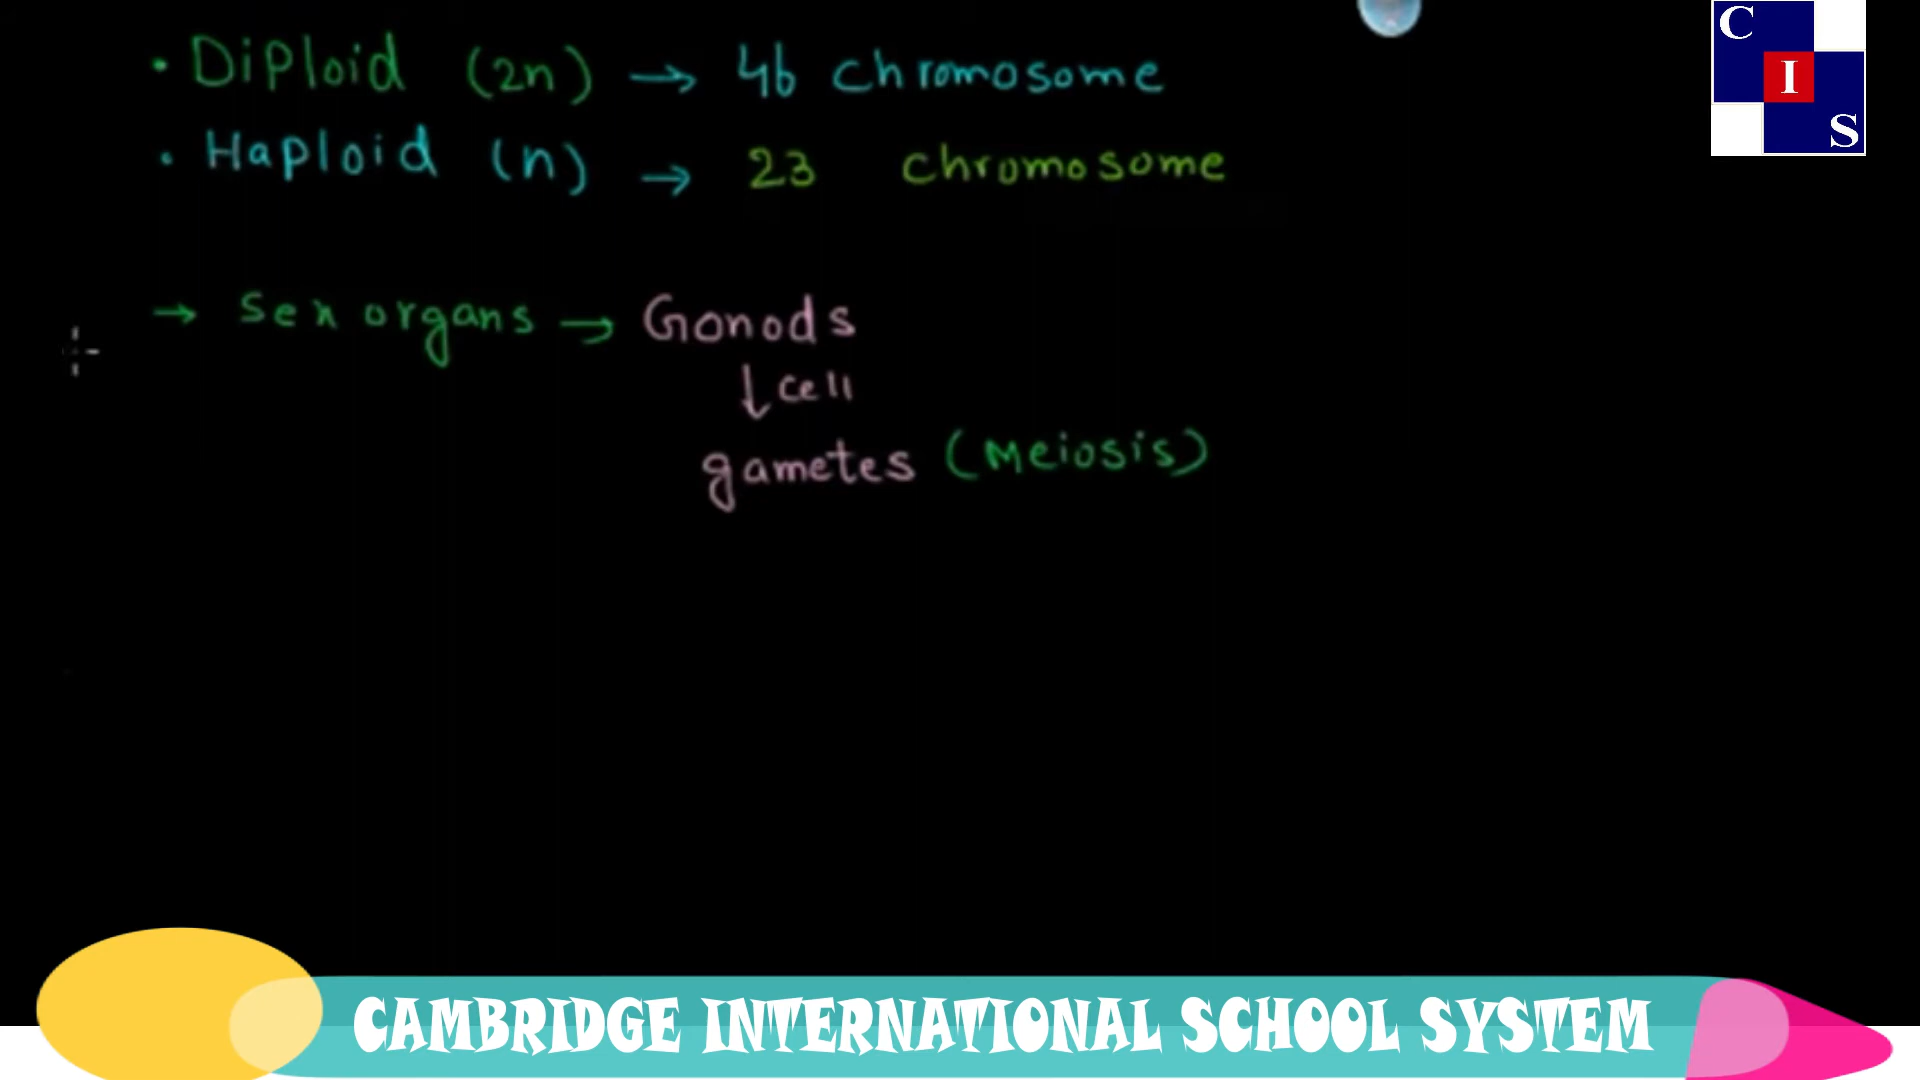 • Diploid (2n) → 46 chromosome
• Haploid (n) → 23 chromosome
→ Sex organs → Gonods
↓ cell
gametes (Meiosis)
C
I
S
CAMBRIDGE INTERNATIONAL SCHOOL SYSTEM